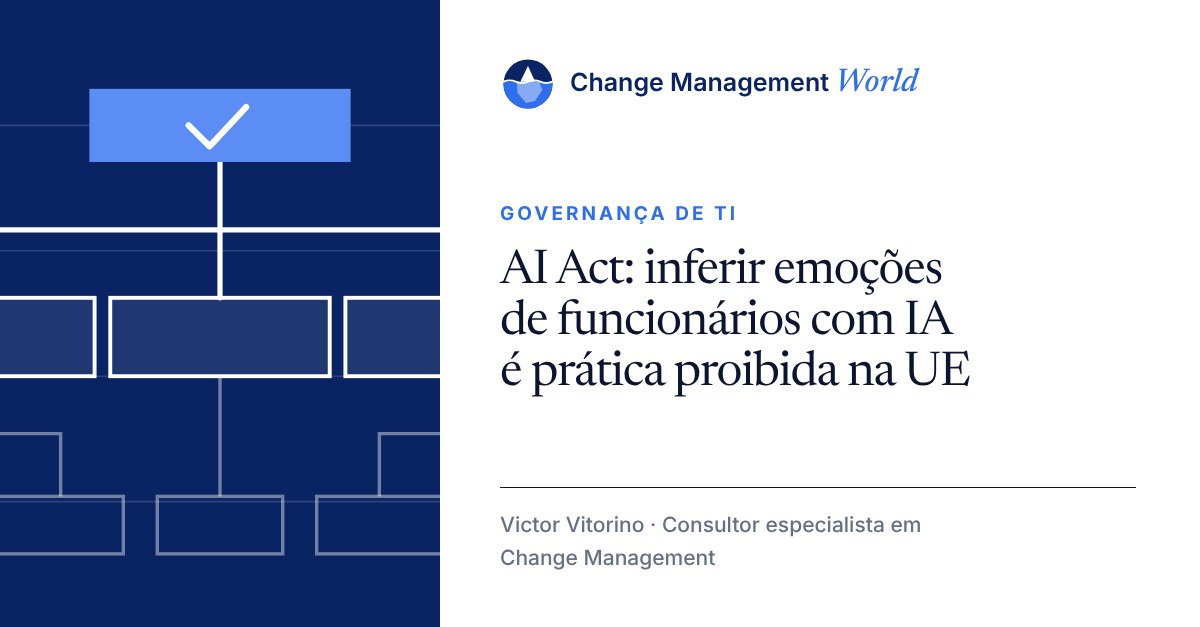 Change Management World
GOVERNANÇA DE TI
AI Act: inferir emoções
de funcionários com IA
é prática proibida na UE
Victor Vitorino · Consultor especialista em
Change Management